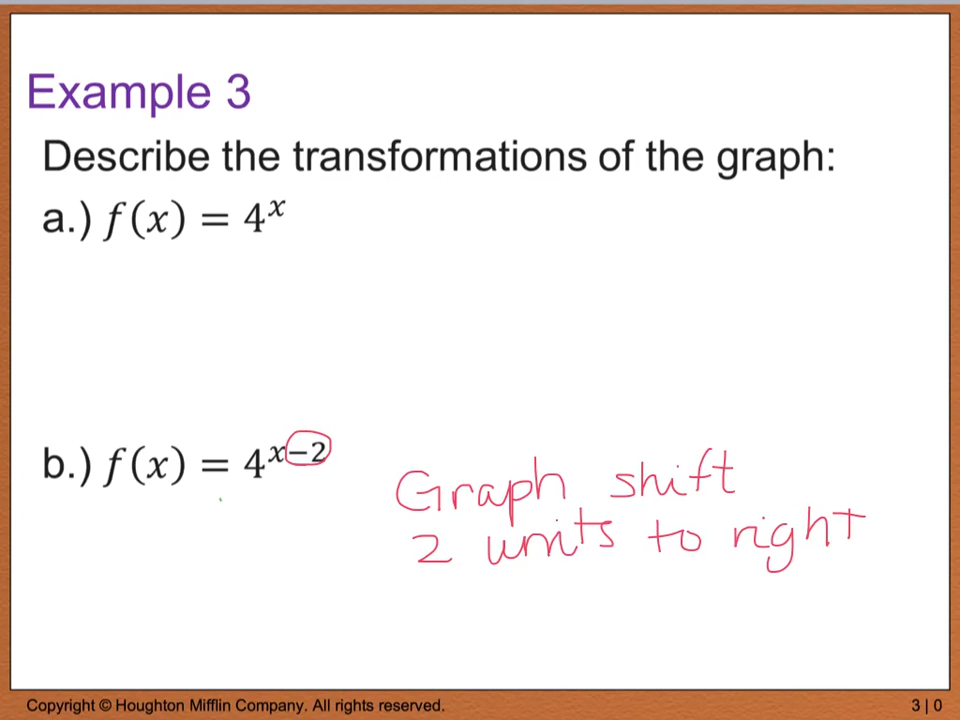 Example 3
Describe the transformations of the graph:
a.) f(x) = 4^x
b.) f(x) = 4^{x−2}
Graph shift
2 units to right
Copyright © Houghton Mifflin Company. All rights reserved.
3 | 0